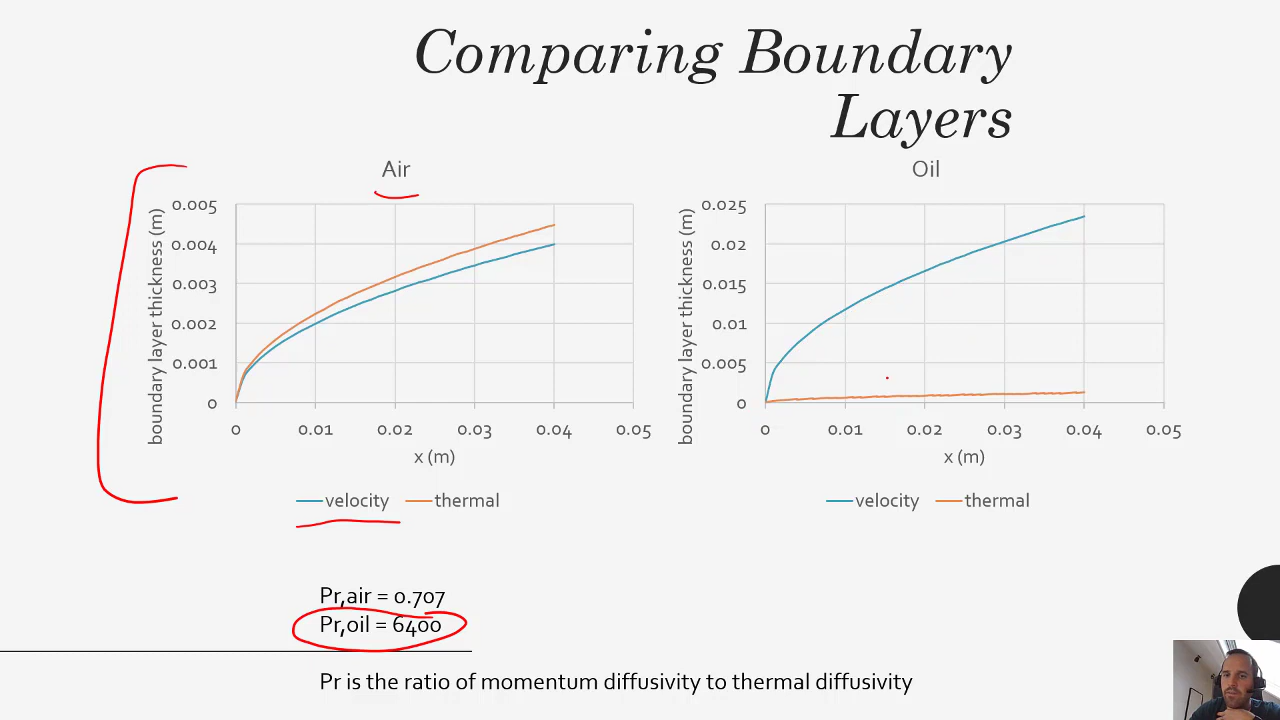 Comparing Boundary
Layers
Air
boundary layer thickness (m)
0.005
0.004
0.003
0.002
0.001
0
0 0.01 0.02 0.03 0.04 0.05
x (m)
velocity thermal
Oil
boundary layer thickness (m)
0.025
0.02
0.015
0.01
0.005
0
0 0.01 0.02 0.03 0.04 0.05
x (m)
velocity thermal
Pr,air = 0.707
Pr,oil = 6400
Pr is the ratio of momentum diffusivity to thermal diffusivity